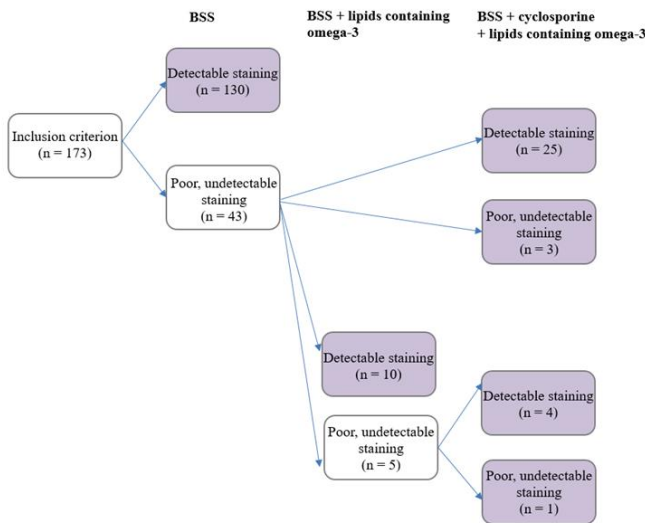 BSS
BSS + lipids containing
omega-3
BSS + cyclosporine
+ lipids containing omega-3
Inclusion criterion
(n = 173)
Detectable staining
(n = 130)
Poor, undetectable
staining
(n = 43)
Detectable staining
(n = 25)
Poor, undetectable
staining
(n = 3)
Detectable staining
(n = 10)
Poor, undetectable
staining
(n = 5)
Detectable staining
(n = 4)
Poor, undetectable
staining
(n = 1)